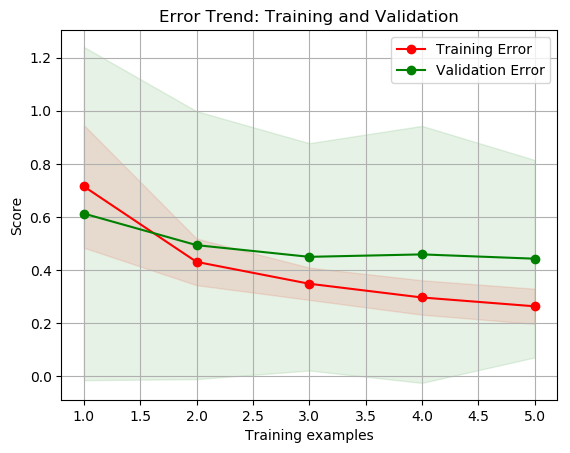 Error Trend: Training and Validation
Training Error
Validation Error
Score
1.2
1.0
0.8
0.6
0.4
0.2
0.0
1.0 1.5 2.0 2.5 3.0 3.5 4.0 4.5 5.0
Training examples